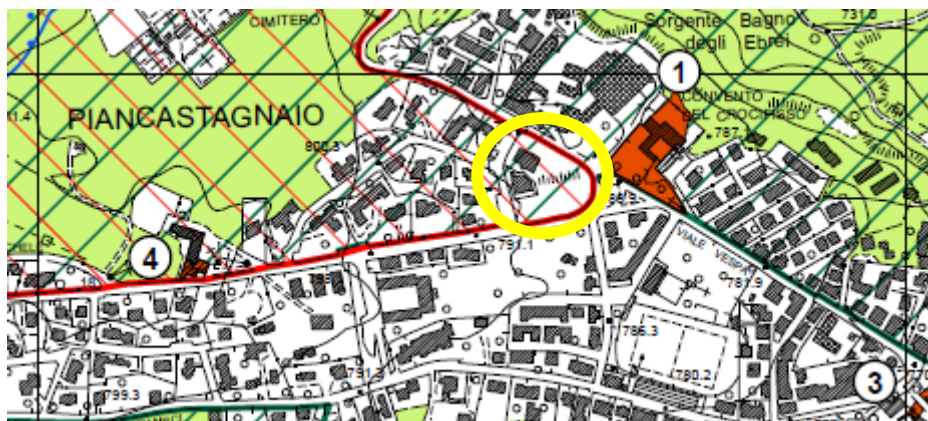 CIMITERO
Sorgente Bagno
degli Ebrei
1
PIANCASTAGNAIO
CONVENTO
DEL CROCIFISSO
787.
800.3
4
791.1
VIALE
VESPA
781.9
786.3
780.2
791.
799.3
3